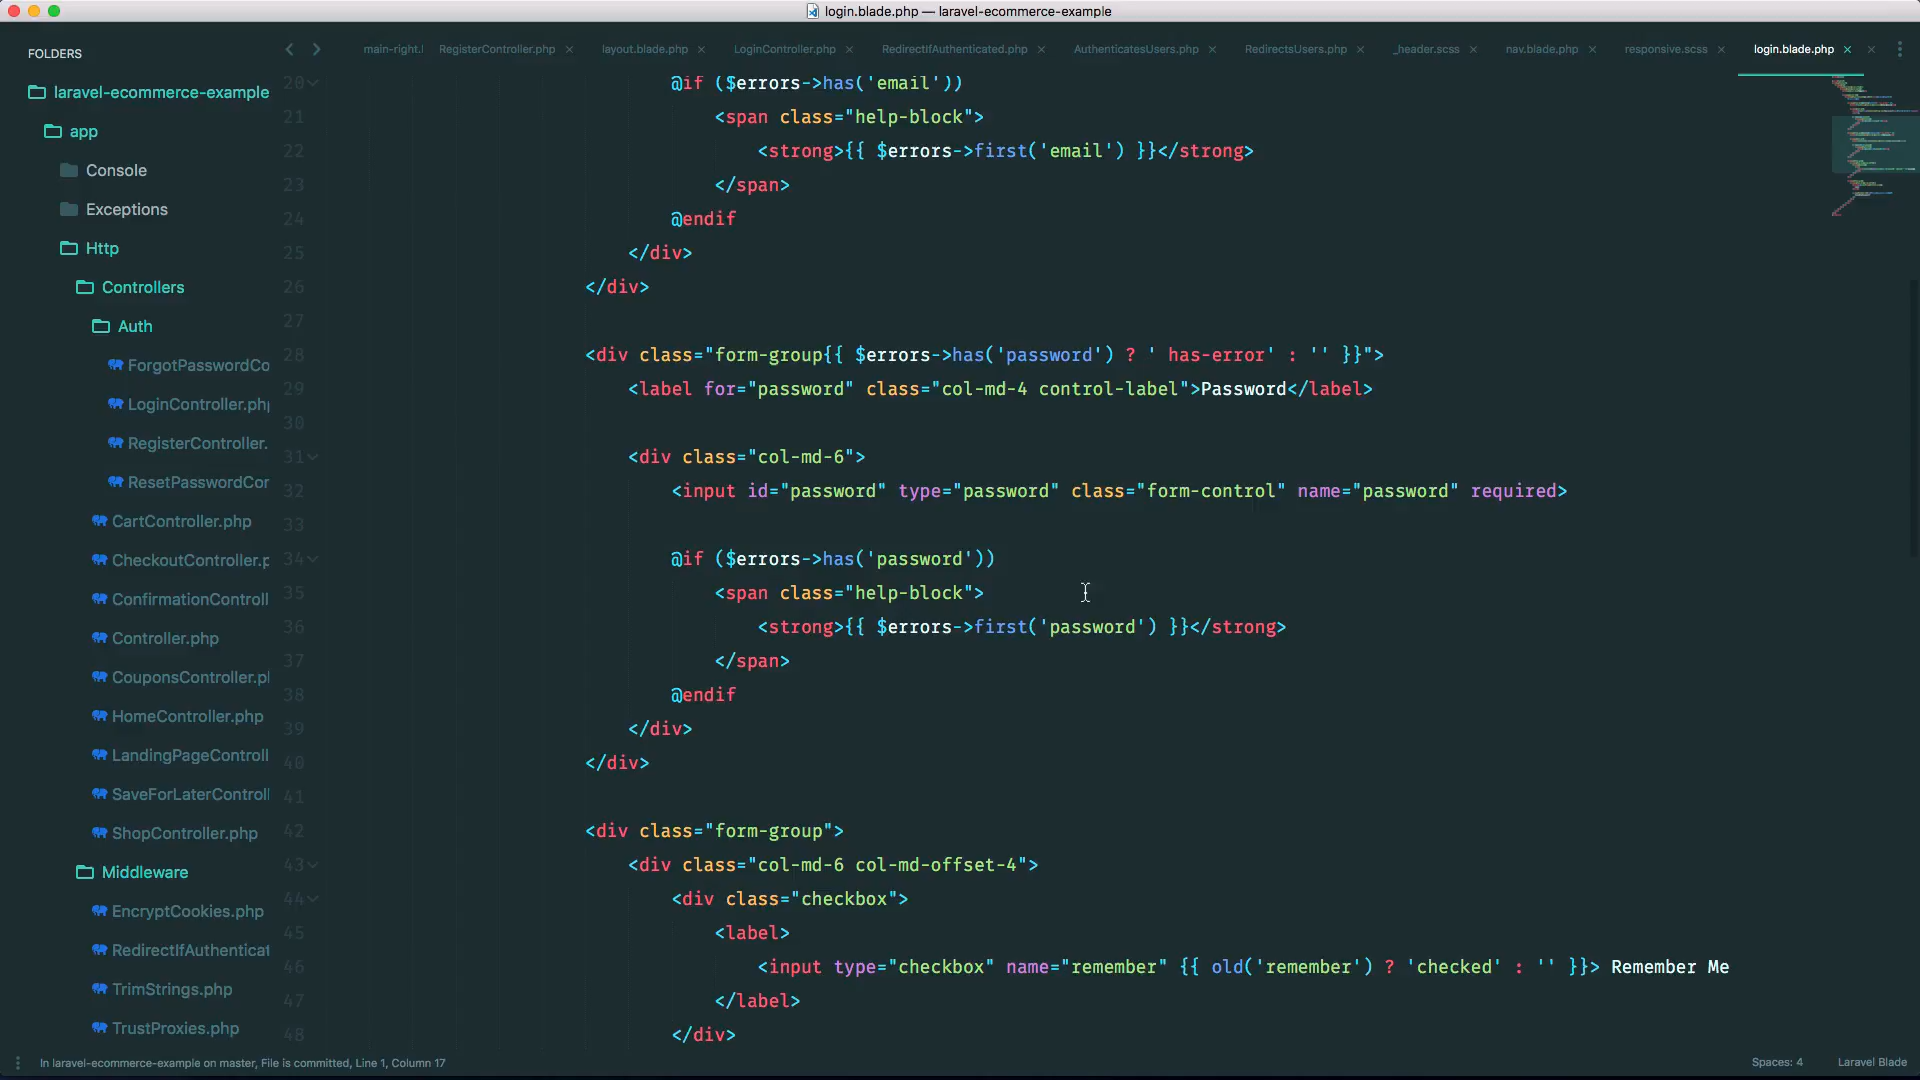 login.blade.php — laravel-ecommerce-example
FOLDERS
laravel-ecommerce-example
app
Console
Exceptions
Http
Controllers
Auth
ForgotPasswordCo
LoginController.php
RegisterController.
ResetPasswordCor
CartController.php
CheckoutController.p
ConfirmationControll
Controller.php
CouponsController.pl
HomeController.php
LandingPageControll
SaveForLaterControll
ShopController.php
Middleware
EncryptCookies.php
RedirectIfAuthenticat
TrimStrings.php
TrustProxies.php
main-right.l RegisterController.php × layout.blade.php × LoginController.php × RedirectIfAuthenticated.php × AuthenticatesUsers.php × RedirectsUsers.php × _header.scss × nav.blade.php × responsive.scss × login.blade.php × ×
20 @if ($errors->has('email'))
21 <span class="help-block">
22 <strong>{{ $errors->first('email') }}</strong>
23 </span>
24 @endif
25 </div>
26 </div>
27
28 <div class="form-group{{ $errors->has('password') ? ' has-error' : '' }}">
29 <label for="password" class="col-md-4 control-label">Password</label>
30
31 <div class="col-md-6">
32 <input id="password" type="password" class="form-control" name="password" required>
33
34 @if ($errors->has('password'))
35 <span class="help-block">
36 <strong>{{ $errors->first('password') }}</strong>
37 </span>
38 @endif
39 </div>
40 </div>
41
42 <div class="form-group">
43 <div class="col-md-6 col-md-offset-4">
44 <div class="checkbox">
45 <label>
46 <input type="checkbox" name="remember" {{ old('remember') ? 'checked' : '' }}> Remember Me
47 </label>
48 </div>
In laravel-ecommerce-example on master, File is committed, Line 1, Column 17
Spaces: 4 Laravel Blade